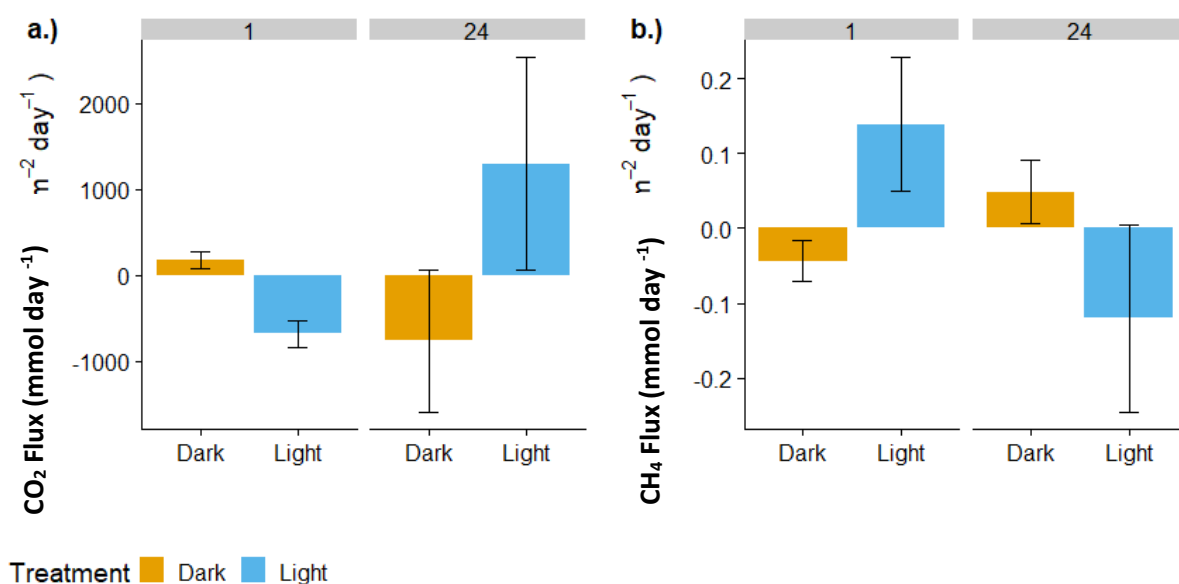 a.)
1
24
CO₂ Flux (mmol day ⁻¹)
n⁻² day⁻¹ )
2000
1000
0
-1000
Dark
Light
Dark
Light
b.)
1
24
CH₄ Flux (mmol day ⁻¹)
n⁻² day⁻¹ )
0.2
0.1
0.0
-0.1
-0.2
Dark
Light
Dark
Light
Treatment Dark Light